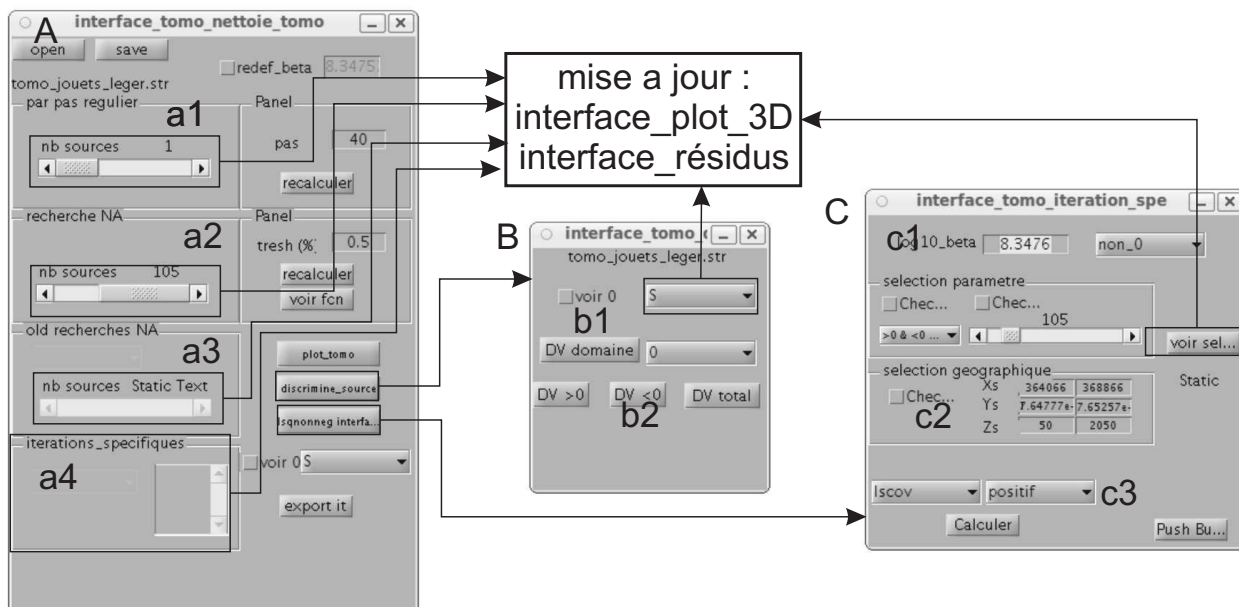 A
interface_tomo_nettoie_tomo
open save
redef_beta 8.3475
tomo_jouets_leger.str
par pas regulier
a1
Panel
nb sources 1
pas 40
recalculer
recherche NA
a2
Panel
tresh (%) 0.5
nb sources 105
recalculer
voir fcn
old recherches NA
a3
nb sources Static Text
plot_tomo
discrimine_source
lsqnonneg interfa...
iterations_specifiques
a4
voir 0 S
export it
mise a jour :
interface_plot_3D
interface_résidus
B
interface_tomo_
tomo_jouets_leger.str
voir 0 S
b1
DV domaine 0
DV >0 DV <0 DV total
b2
C
interface_tomo_iteration_spe
c1
log10_beta 8.3476 non_0
selection parametre
Chec... Chec...
105
>0 & <0 ...
voir sel...
selection geographique
Static
Chec...
c2
Xs 364066 368866
Ys 7.64777e- 7.65257e-
Zs 50 2050
lscov positif c3
Calculer
Push Bu...